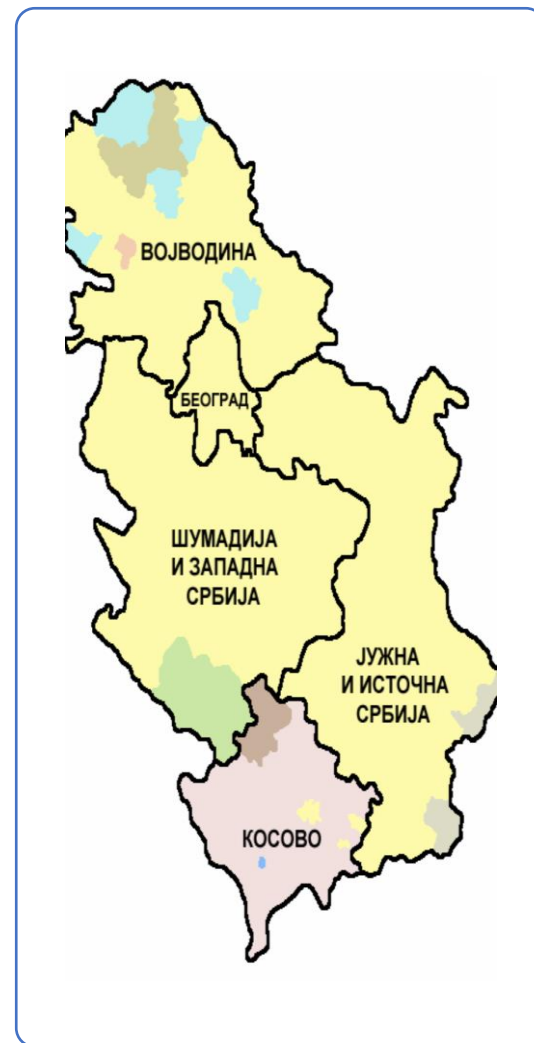 ВОЈВОДИНА
БЕОГРАД
ШУМАДИЈА
И ЗАПАДНА
СРБИЈА
ЈУЖНА
И ИСТОЧНА
СРБИЈА
КОСОВО